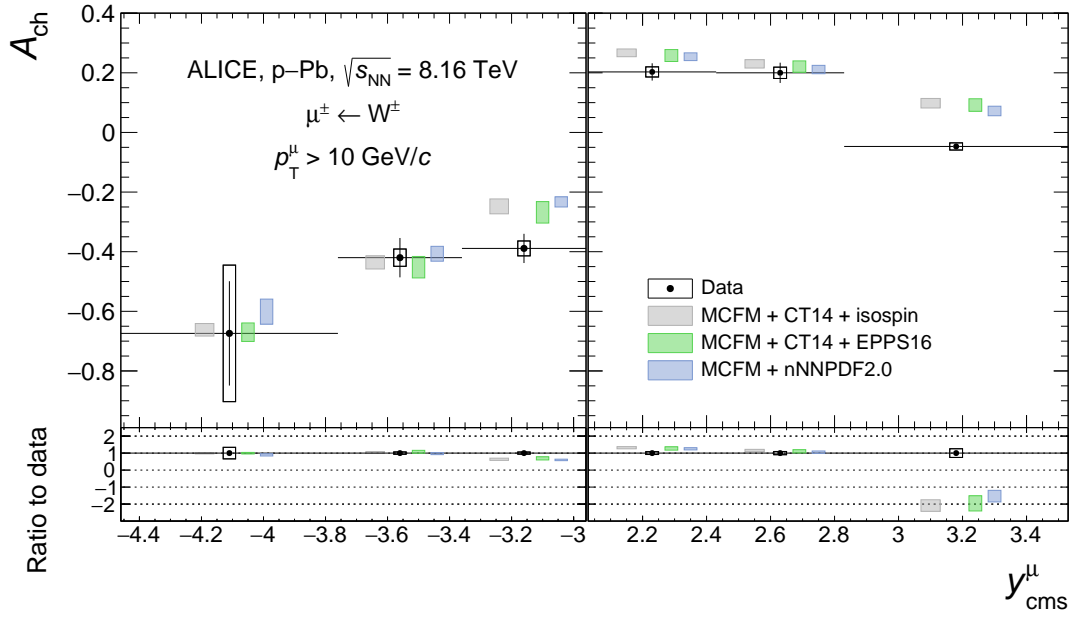 A_ch
0.4
0.2
0
−0.2
−0.4
−0.6
−0.8
ALICE, p−Pb, √s_NN = 8.16 TeV
μ± ← W±
p_T^μ > 10 GeV/c
Data
MCFM + CT14 + isospin
MCFM + CT14 + EPPS16
MCFM + nNNPDF2.0
Ratio to data
2
1
0
−1
−2
−4.4 −4.2 −4 −3.8 −3.6 −3.4 −3.2 −3 2.2 2.4 2.6 2.8 3 3.2 3.4
y_cms^μ